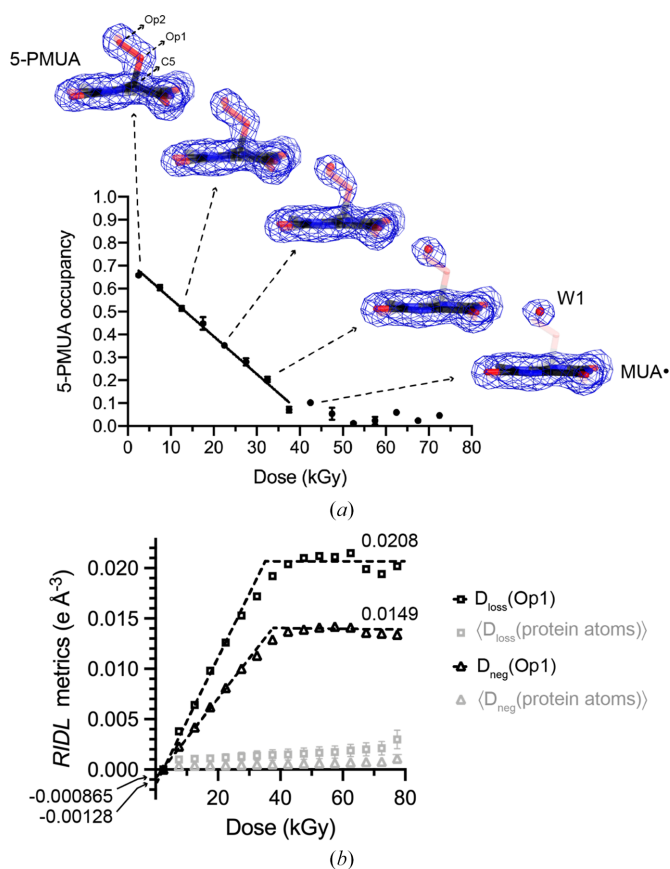 Op2
Op1
5-PMUA
C5
1.0
0.9
0.8
0.7
0.6
0.5
0.4
0.3
0.2
0.1
0.0
5-PMUA occupancy
W1
MUA•
0 10 20 30 40 50 60 70 80
Dose (kGy)
(a)
0.0208
0.020
0.0149
0.015
0.010
0.005
0.000
RIDL metrics (e Å-3)
D_loss(Op1)
⟨D_loss(protein atoms)⟩
D_neg(Op1)
⟨D_neg(protein atoms)⟩
-0.000865
-0.00128
20 40 60 80
Dose (kGy)
(b)